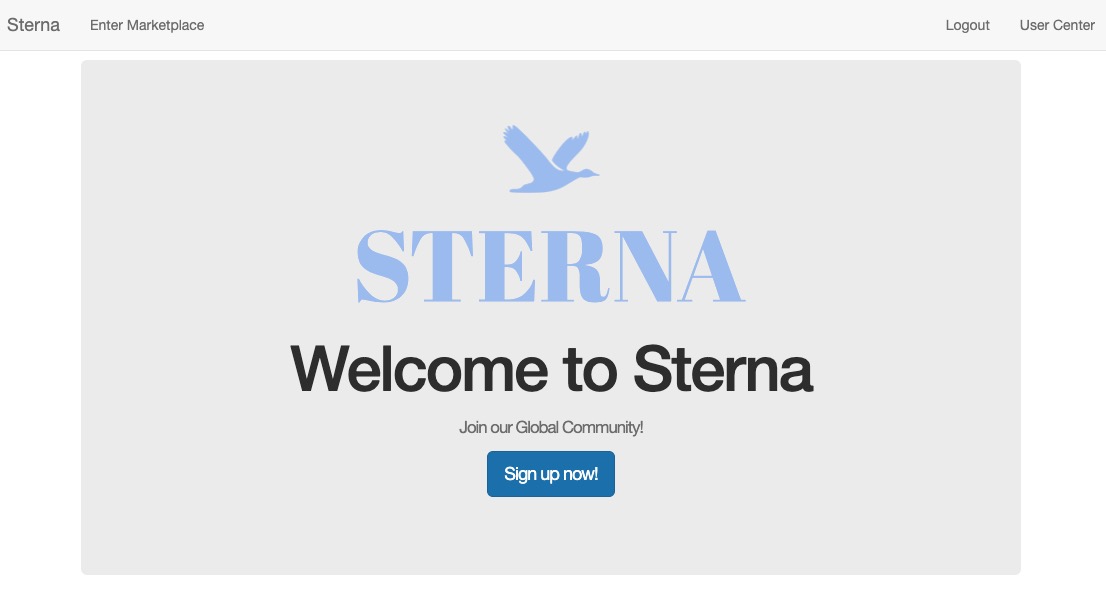 Sterna Enter Marketplace Logout User Center
STERNA
Welcome to Sterna
Join our Global Community!
Sign up now!